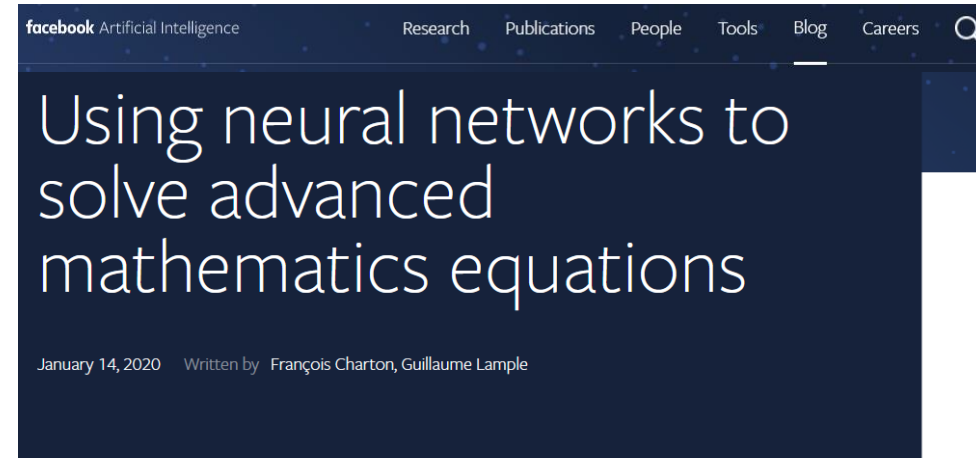 facebook Artificial Intelligence Research Publications People Tools Blog Careers
Using neural networks to
solve advanced
mathematics equations
January 14, 2020 Written by François Charton, Guillaume Lample